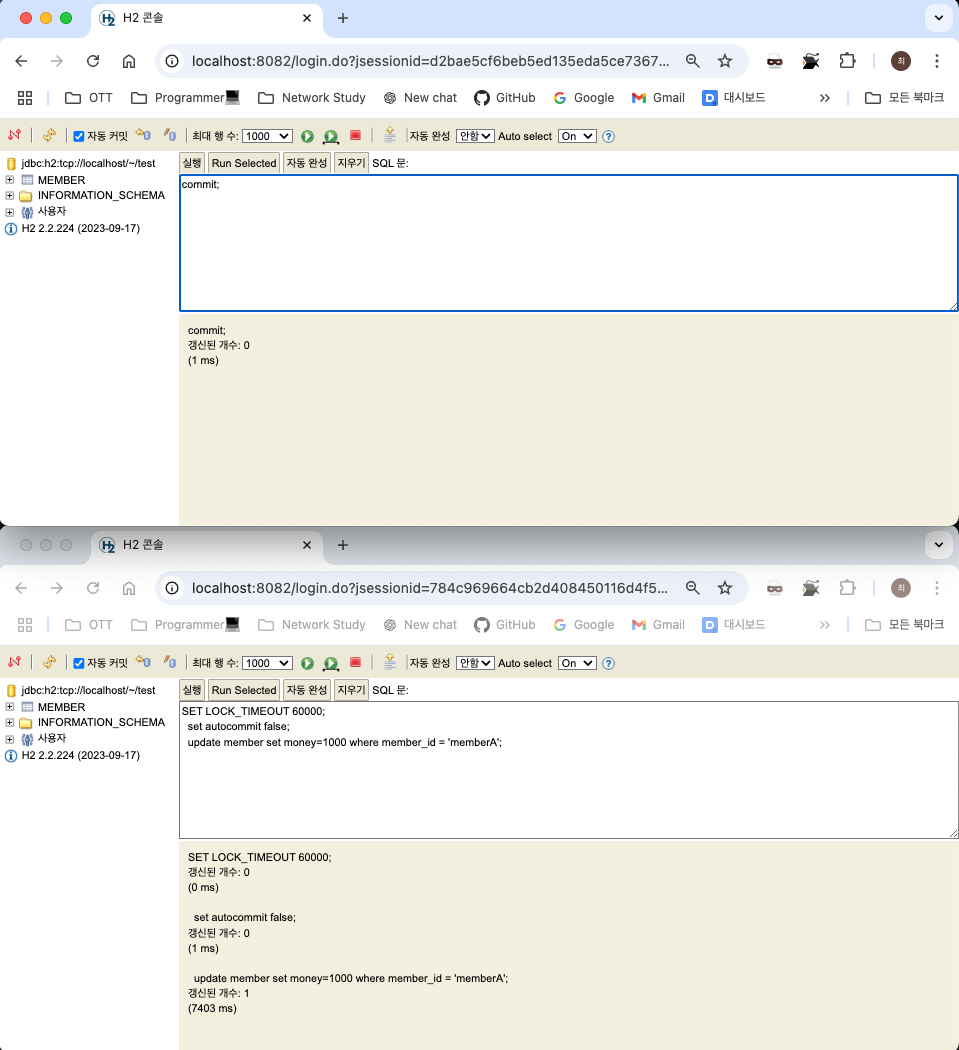 H2 콘솔
localhost:8082/login.do?jsessionid=d2bae5cf6beb5ed135eda5ce7367...
최
OTT Programmer Network Study New chat GitHub Google Gmail 대시보드 모든 북마크
자동 커밋 최대 행 수: 1000 자동 완성 안함 Auto select On
jdbc:h2:tcp://localhost/~/test
MEMBER
INFORMATION_SCHEMA
사용자
H2 2.2.224 (2023-09-17)
실행 Run Selected 자동 완성 지우기 SQL 문:
commit;
commit;
갱신된 개수: 0
(1 ms)
H2 콘솔
localhost:8082/login.do?jsessionid=784c969664cb2d408450116d4f5...
최
OTT Programmer Network Study New chat GitHub Google Gmail 대시보드 모든 북마크
자동 커밋 최대 행 수: 1000 자동 완성 안함 Auto select On
jdbc:h2:tcp://localhost/~/test
MEMBER
INFORMATION_SCHEMA
사용자
H2 2.2.224 (2023-09-17)
실행 Run Selected 자동 완성 지우기 SQL 문:
SET LOCK_TIMEOUT 60000;
set autocommit false;
update member set money=1000 where member_id = 'memberA';
SET LOCK_TIMEOUT 60000;
갱신된 개수: 0
(0 ms)
set autocommit false;
갱신된 개수: 0
(1 ms)
update member set money=1000 where member_id = 'memberA';
갱신된 개수: 1
(7403 ms)